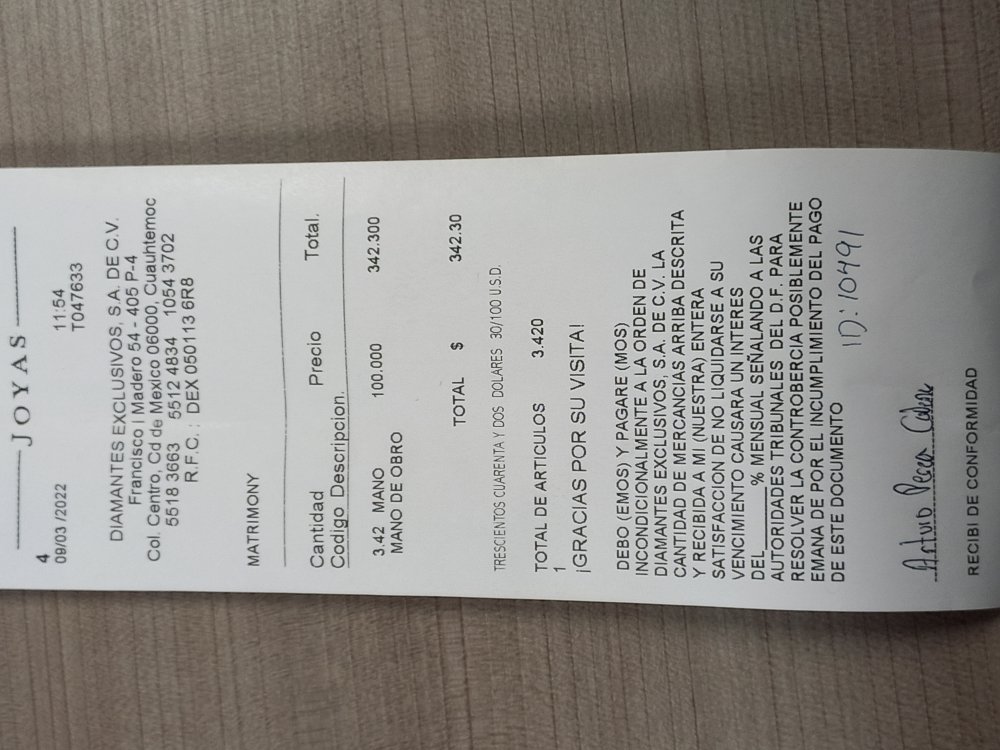 JOYAS
4
09/03 /2022 11:54
T047633
DIAMANTES EXCLUSIVOS, S.A. DE C.V.
Francisco I Madero 54 - 405 P-4
Col. Centro, Cd de Mexico 06000, Cuauhtemoc
5518 3663 5512 4834 1054 3702
R.F.C. : DEX 050113 6R8
MATRIMONY
Cantidad Precio Total.
Codigo Descripcion.
3.42 MANO 100.000 342.300
MANO DE OBRO
TOTAL $ 342.30
TRESCIENTOS CUARENTA Y DOS DOLARES 30/100 U.S.D.
TOTAL DE ARTICULOS 3.420
1
¡GRACIAS POR SU VISITA!
DEBO (EMOS) Y PAGARE (MOS)
INCONDICIONALMENTE A LA ORDEN DE
DIAMANTES EXCLUSIVOS, S.A. DE C.V. LA
CANTIDAD DE MERCANCIAS ARRIBA DESCRITA
Y RECIBIDA A MI (NUESTRA) ENTERA
SATISFACCION DE NO LIQUIDARSE A SU
VENCIMIENTO CAUSARA UN INTERES
DEL______% MENSUAL SEÑALANDO A LAS
AUTORIDADES TRIBUNALES DEL D.F. PARA
RESOLVER LA CONTROBERCIA POSIBLEMENTE
EMANA DE POR EL INCUMPLIMIENTO DEL PAGO
DE ESTE DOCUMENTO
ID: 10491
Arturo
RECIBI DE CONFORMIDAD